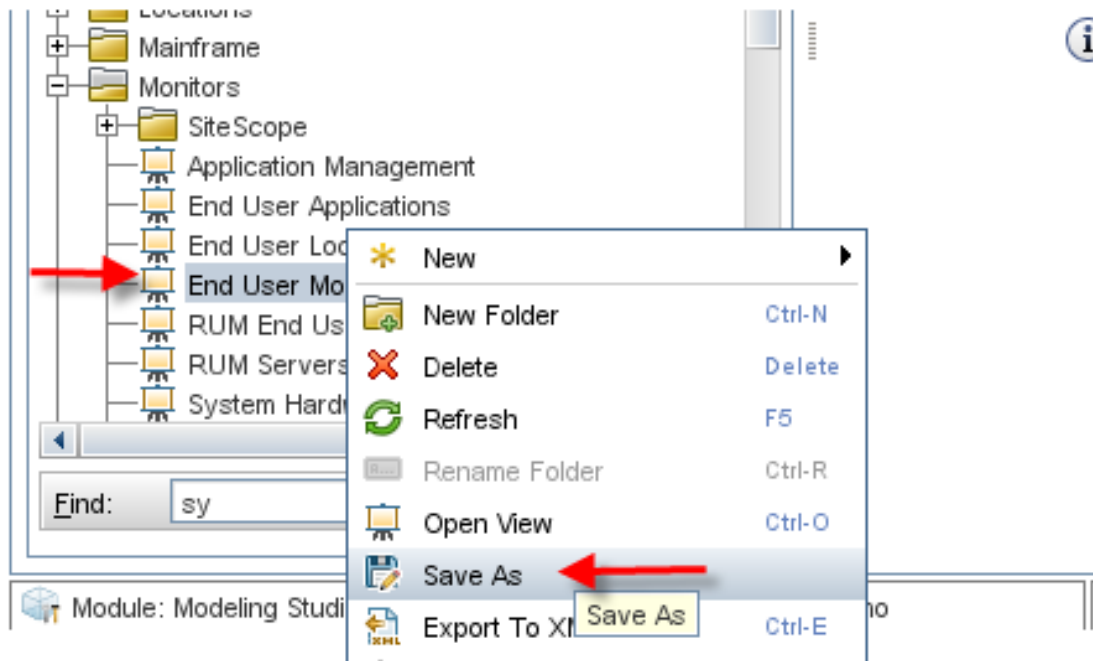 Locations
Mainframe
Monitors
SiteScope
Application Management
End User Applications
End User Loc
End User Mo
RUM End Us
RUM Servers
System Hard
Find: sy
New
New Folder Ctrl-N
Delete Delete
Refresh F5
Rename Folder Ctrl-R
Open View Ctrl-O
Save As
Save As
Export To XM Ctrl-E
Module: Modeling Studi
no